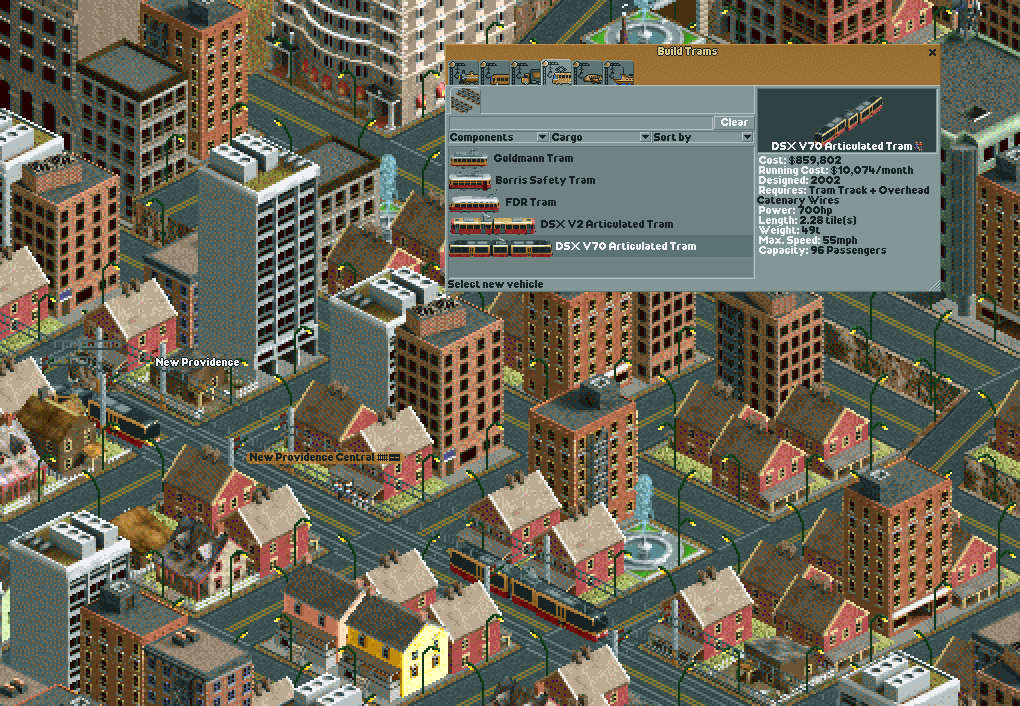 Build Trams
Clear
Components
Cargo
Sort by
Goldmann Tram
Borris Safety Tram
FDR Tram
DSX V2 Articulated Tram
DSX V70 Articulated Tram
Select new vehicle
DSX V70 Articulated Tram
Cost: $859,802
Running Cost: $10,074/month
Designed: 2002
Requires: Tram Track + Overhead
Catenary Wires
Power: 700hp
Length: 2.28 tile(s)
Weight: 49t
Max. Speed: 55mph
Capacity: 96 Passengers
New Providence
New Providence Central